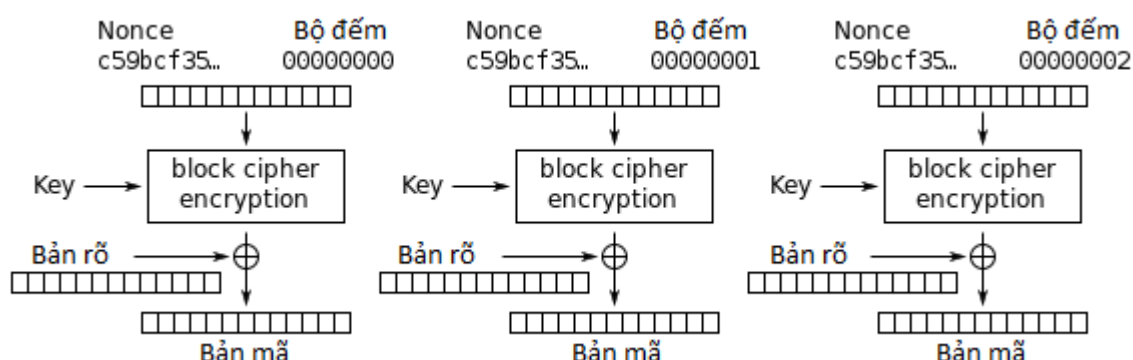 Nonce Bộ đếm Nonce Bộ đếm Nonce Bộ đếm
c59bcf35… 00000000 c59bcf35… 00000001 c59bcf35… 00000002
block cipher block cipher block cipher
Key encryption Key encryption Key encryption
Bản rõ Bản rõ Bản rõ
Bản mã Bản mã Bản mã